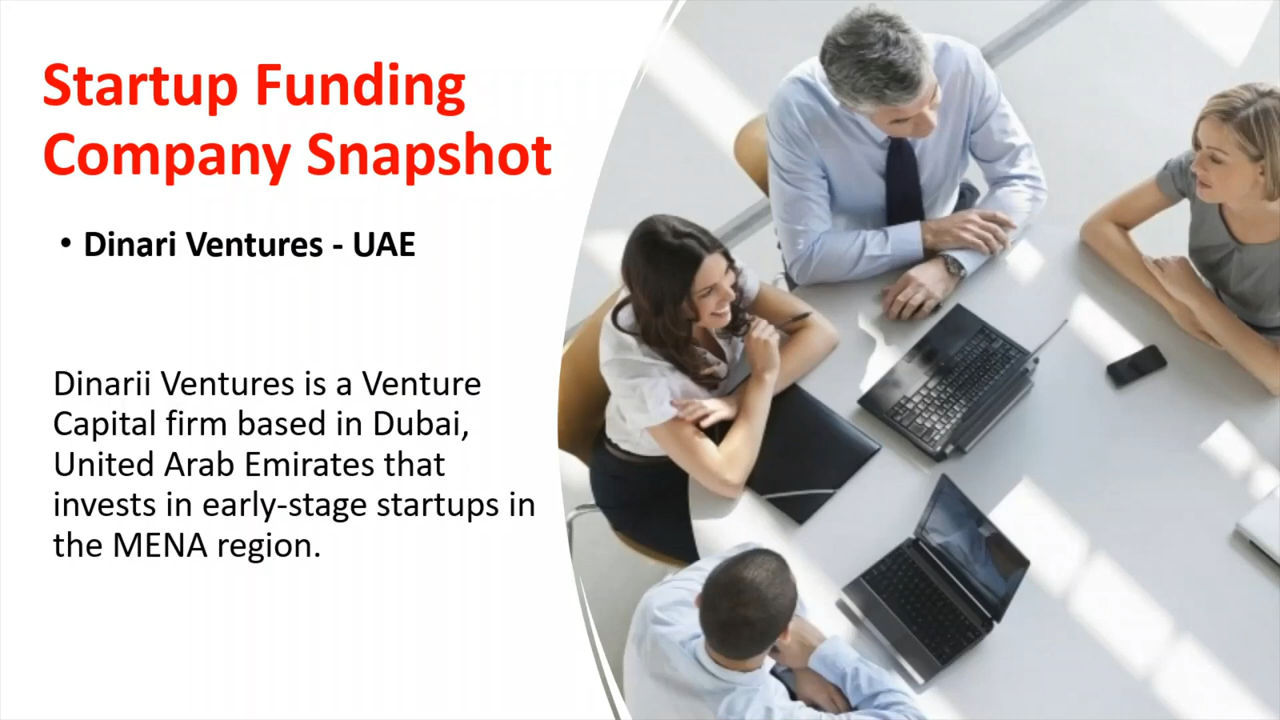 Startup Funding
Company Snapshot
• Dinari Ventures - UAE
Dinarii Ventures is a Venture
Capital firm based in Dubai,
United Arab Emirates that
invests in early-stage startups in
the MENA region.